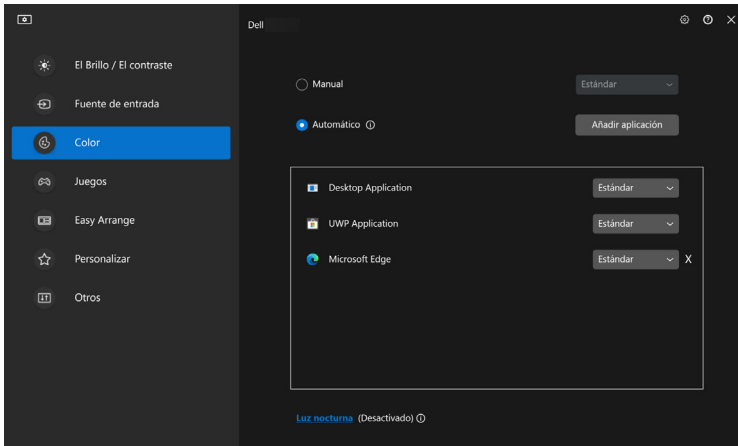 Dell
El Brillo / El contraste
Fuente de entrada
Color
Juegos
Easy Arrange
Personalizar
Otros
Manual
Estándar
Automático
Añadir aplicación
Desktop Application
Estándar
UWP Application
Estándar
Microsoft Edge
Estándar
X
Luz nocturna (Desactivado)